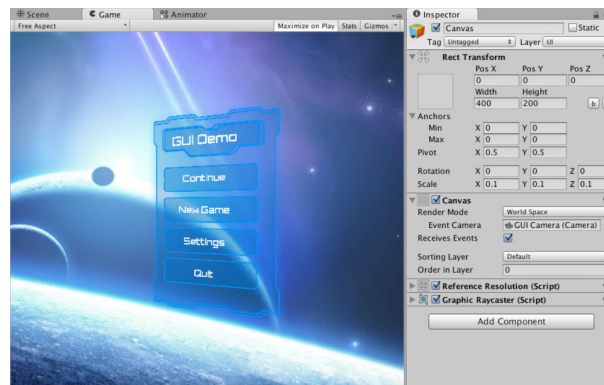 Scene Game Animator
Free Aspect Maximize on Play Stats Gizmos
GUI Demo
Continue
New Game
Settings
Quit
Inspector
Canvas Static
Tag Untagged Layer UI
Rect Transform
Pos X Pos Y Pos Z
0 0 0
Width Height
400 200 b
Anchors
Min X 0 Y 0
Max X 0 Y 0
Pivot X 0.5 Y 0.5
Rotation X 0 Y 0 Z 0
Scale X 0.1 Y 0.1 Z 0.1
Canvas
Render Mode World Space
Event Camera GUI Camera (Camera)
Receives Events
Sorting Layer Default
Order in Layer 0
Reference Resolution (Script)
Graphic Raycaster (Script)
Add Component